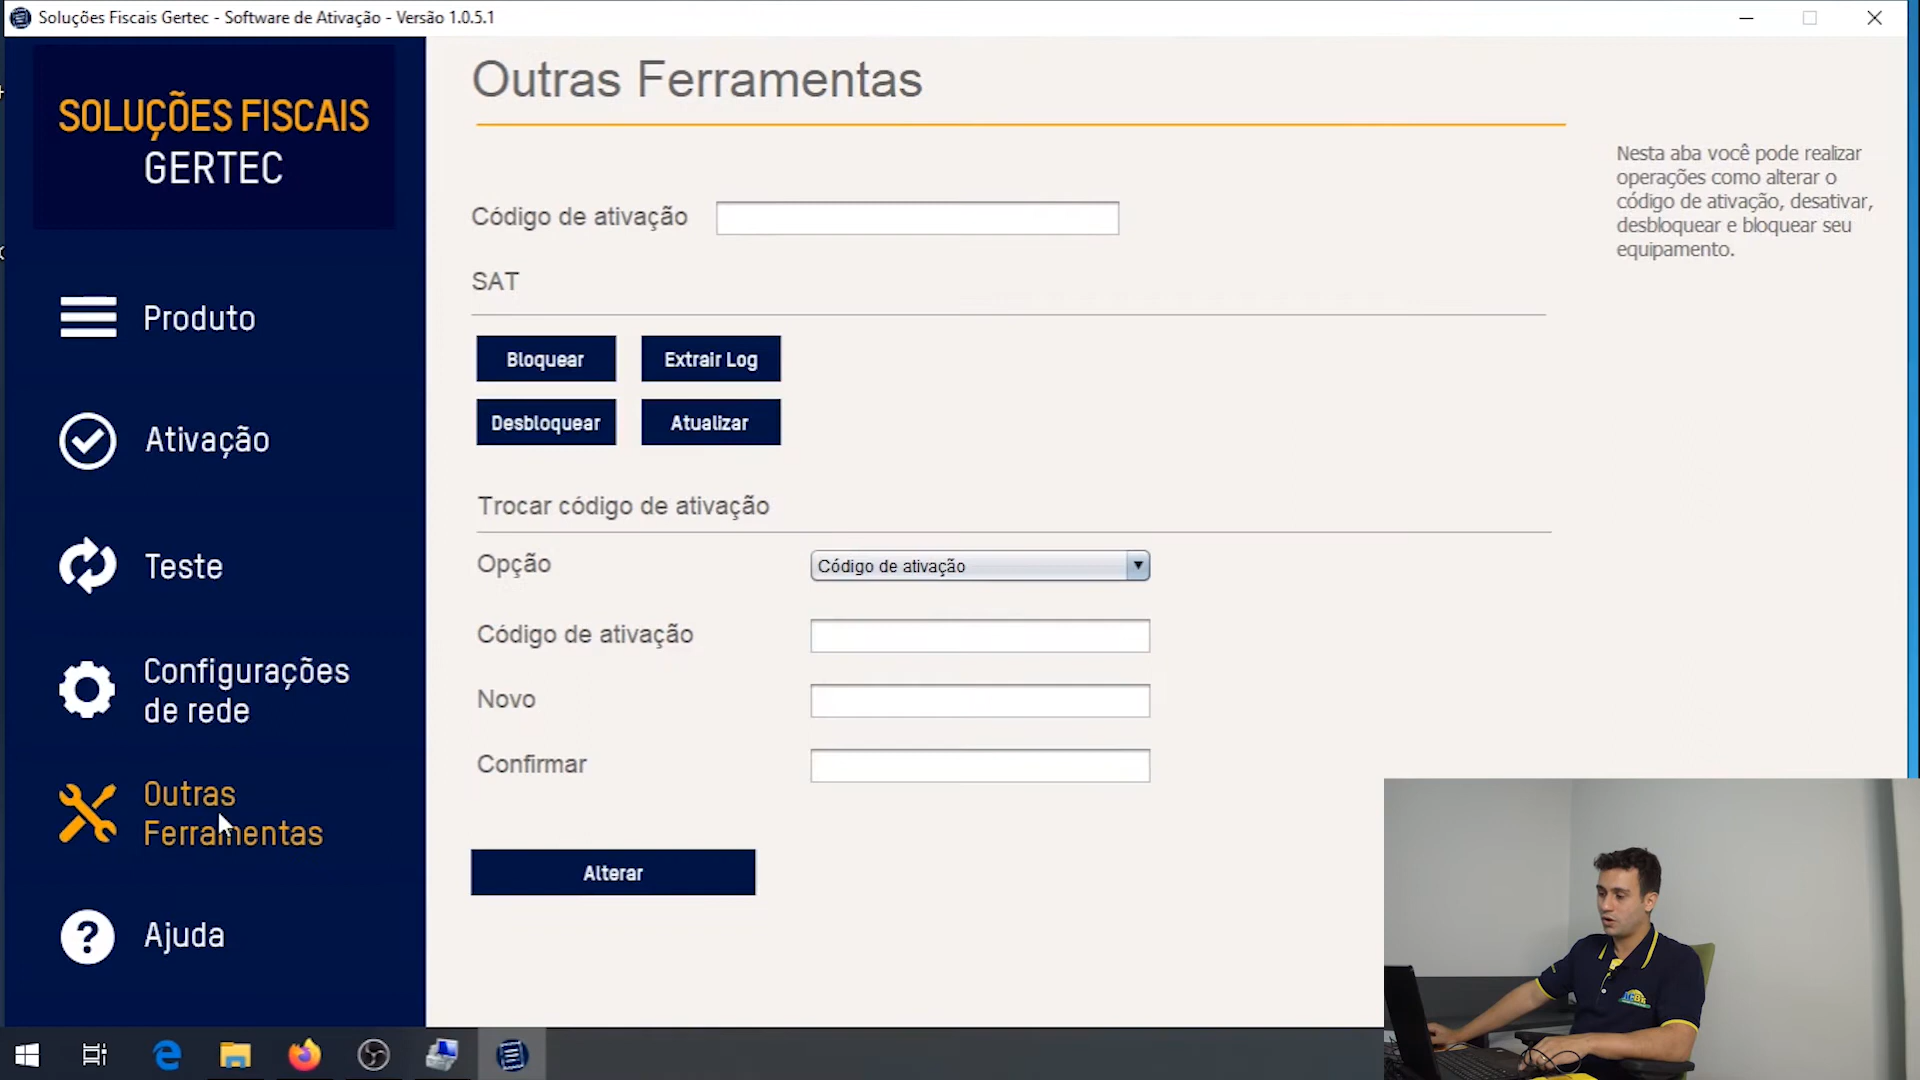 Soluções Fiscais Gertec - Software de Ativação - Versão 1.0.5.1
SOLUÇÕES FISCAIS
GERTEC
Produto
Ativação
Teste
Configurações
de rede
Outras
Ferramentas
Ajuda
Outras Ferramentas
Código de ativação
SAT
Bloquear
Extrair Log
Desbloquear
Atualizar
Trocar código de ativação
Opção
Código de ativação
Código de ativação
Novo
Confirmar
Alterar
Nesta aba você pode realizar
operações como alterar o
código de ativação, desativar,
desbloquear e bloquear seu
equipamento.